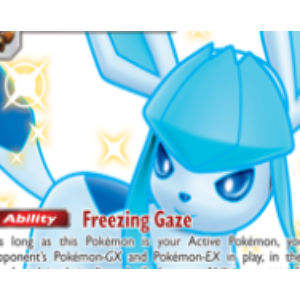 Ability Freezing Gaze
s long as this Pokémon is your Active Pokémon, yo
pponent's Pokémon-GX and Pokémon-EX in play, in the